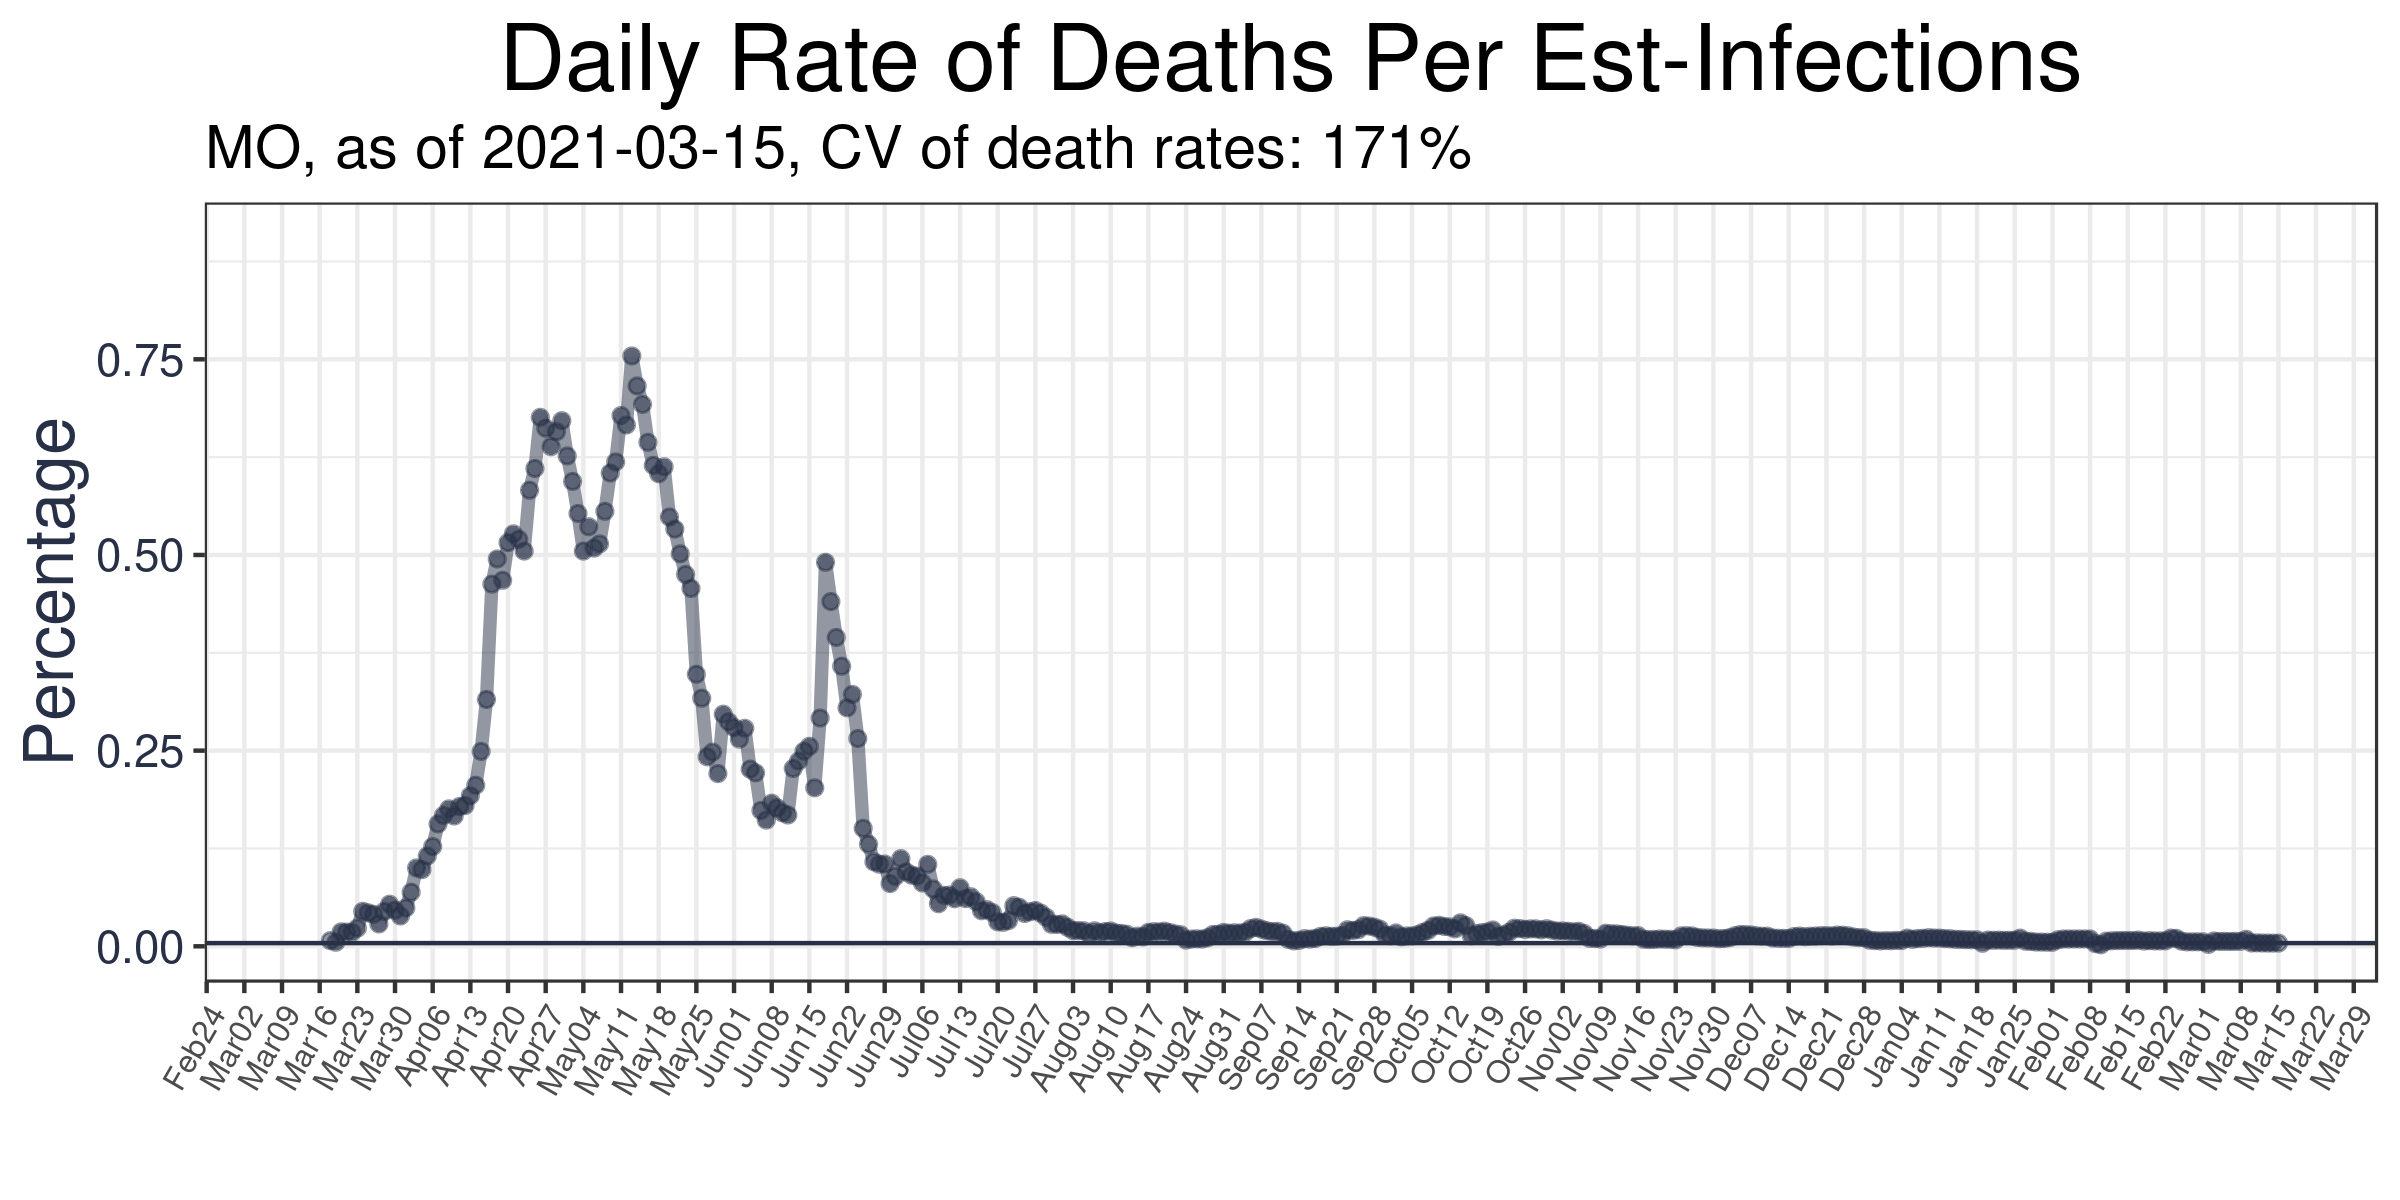 Daily Rate of Deaths Per Est-Infections
MO, as of 2021-03-15, CV of death rates: 171%
Percentage
0.75
0.50
0.25
0.00
Feb24
Mar02
Mar09
Mar16
Mar23
Mar30
Apr06
Apr13
Apr20
Apr27
May04
May11
May18
May25
Jun01
Jun08
Jun15
Jun22
Jun29
Jul06
Jul13
Jul20
Jul27
Aug03
Aug10
Aug17
Aug24
Aug31
Sep07
Sep14
Sep21
Sep28
Oct05
Oct12
Oct19
Oct26
Nov02
Nov09
Nov16
Nov23
Nov30
Dec07
Dec14
Dec21
Dec28
Jan04
Jan11
Jan18
Jan25
Feb01
Feb08
Feb15
Feb22
Mar01
Mar08
Mar15
Mar22
Mar29